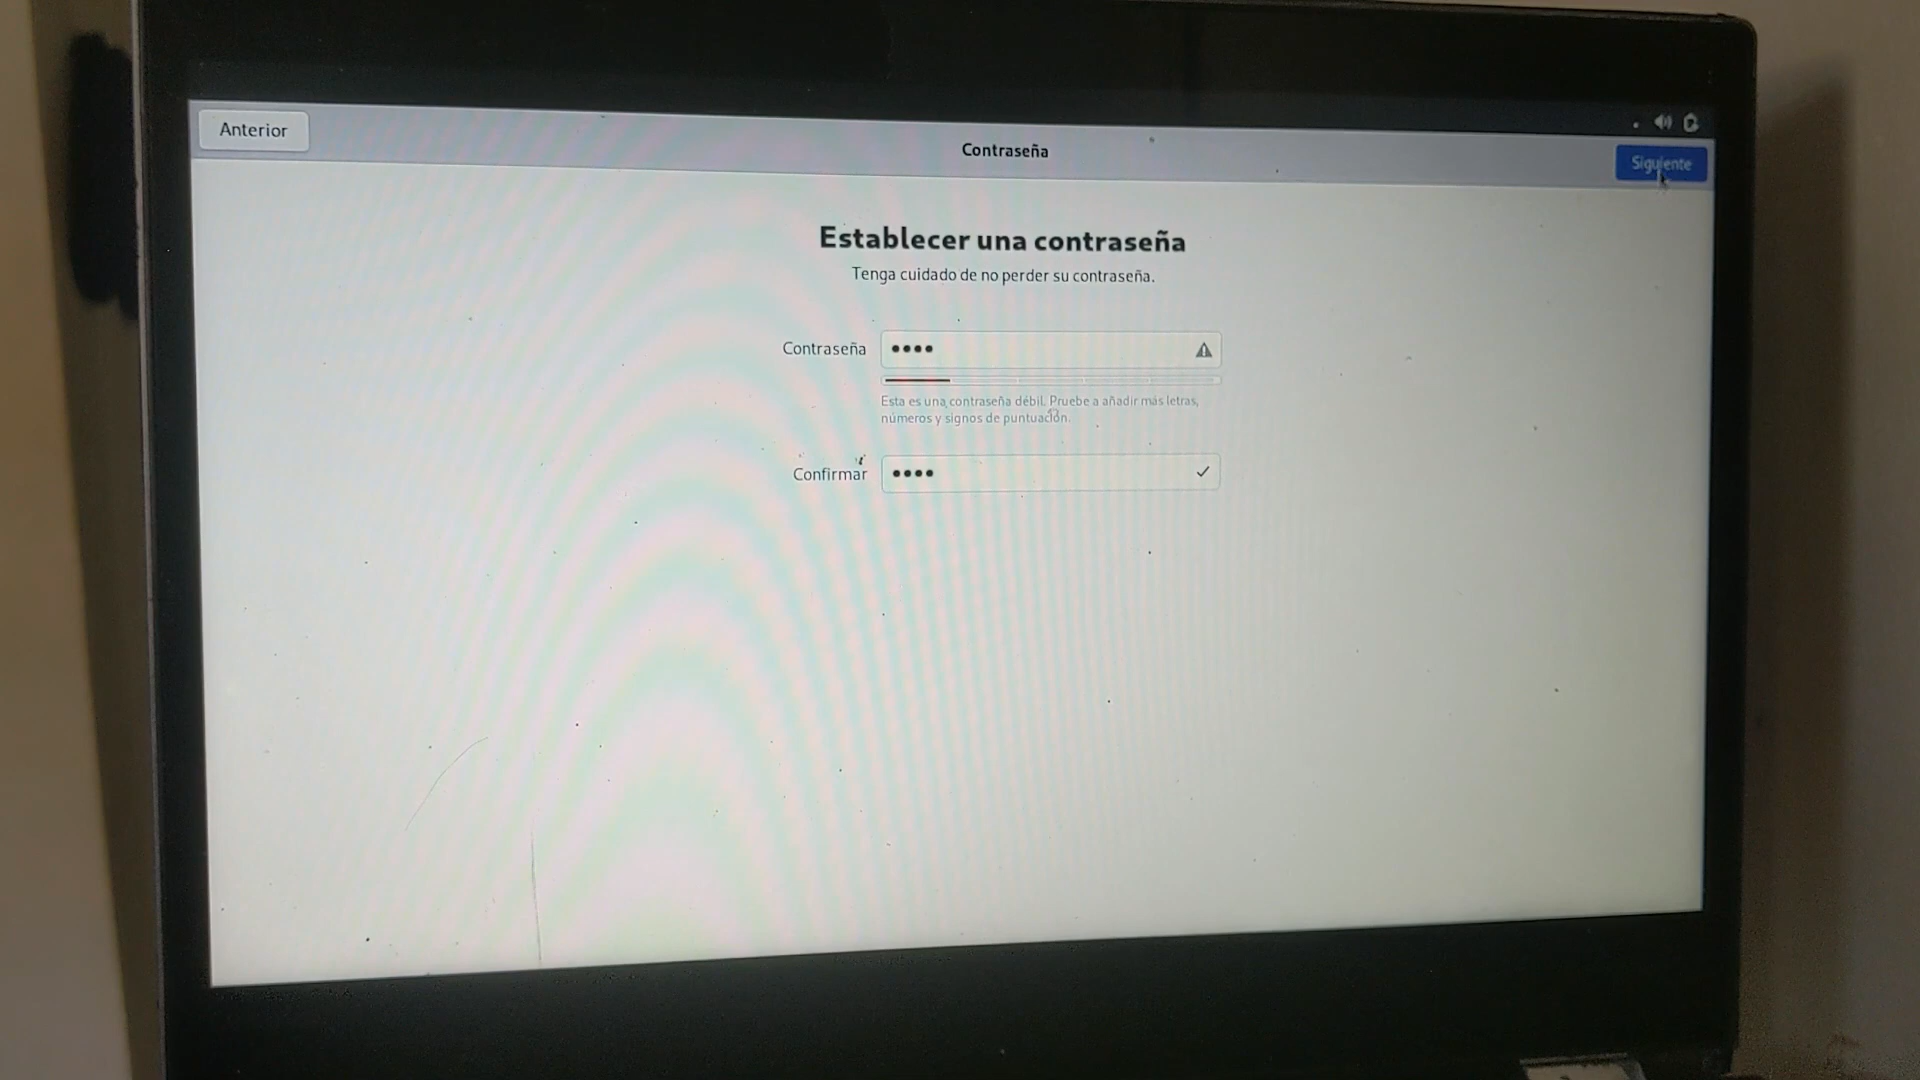 Anterior
Contraseña
Siguiente
Establecer una contraseña
Tenga cuidado de no perder su contraseña.
Contraseña ••••
Esta es una contraseña débil. Pruebe a añadir más letras,
números y signos de puntuación.
Confirmar ••••